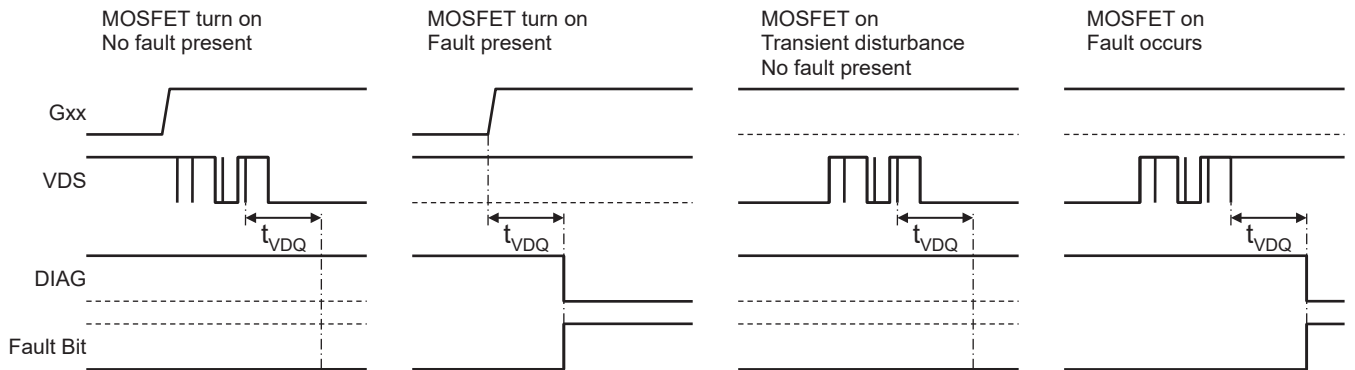 MOSFET turn on
No fault present
MOSFET turn on
Fault present
MOSFET on
Transient disturbance
No fault present
MOSFET on
Fault occurs
Gxx
VDS
tVDQ
tVDQ
tVDQ
tVDQ
DIAG
Fault Bit